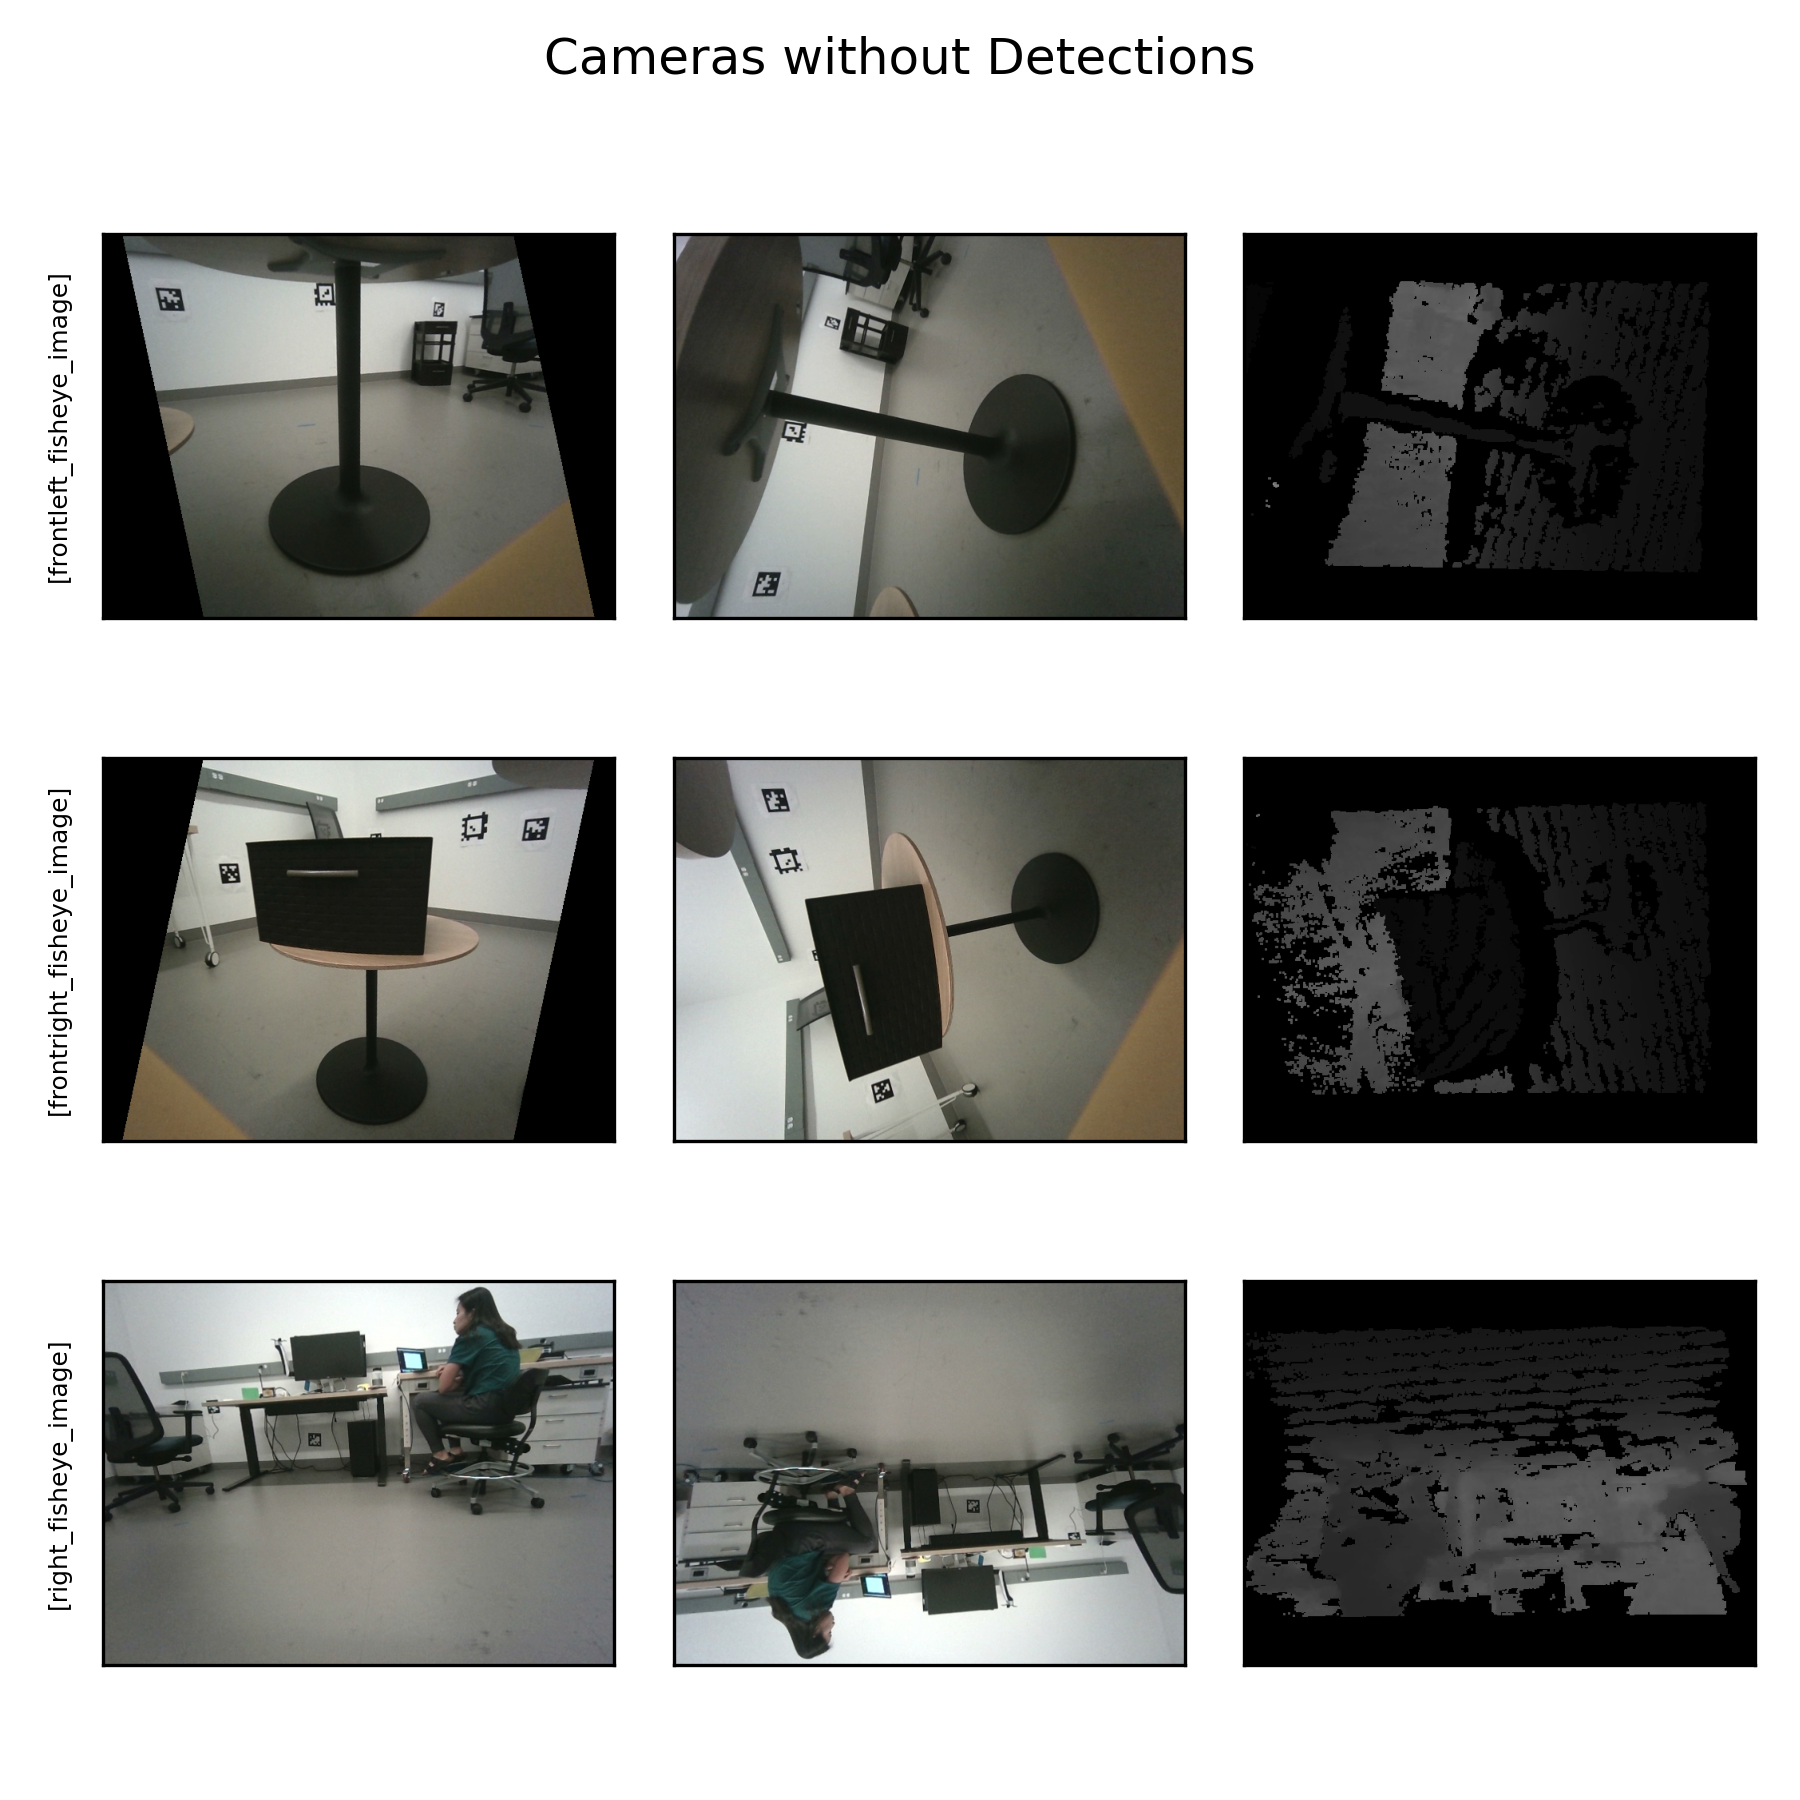 Cameras without Detections
[frontleft_fisheye_image]
[frontright_fisheye_image]
[right_fisheye_image]